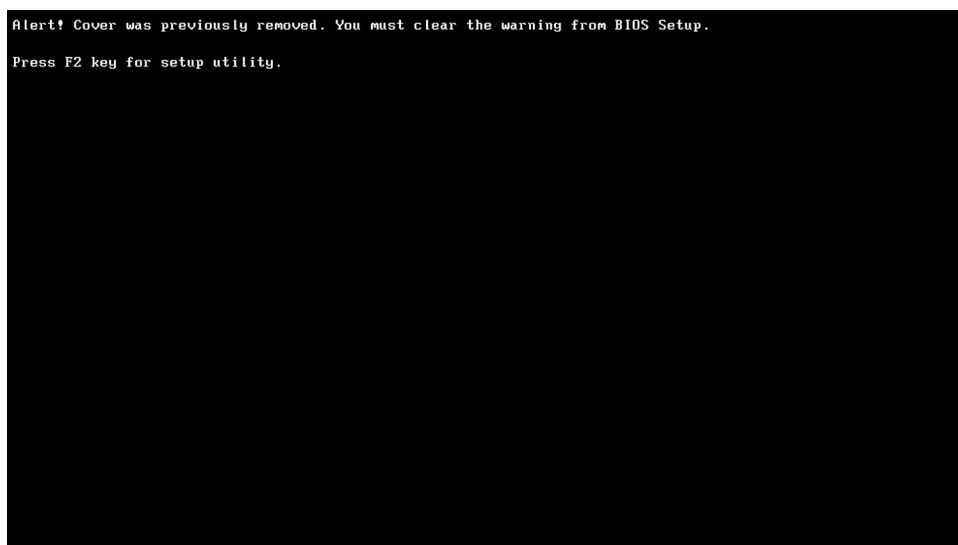 Alert! Cover was previously removed. You must clear the warning from BIOS Setup.
Press F2 key for setup utility.